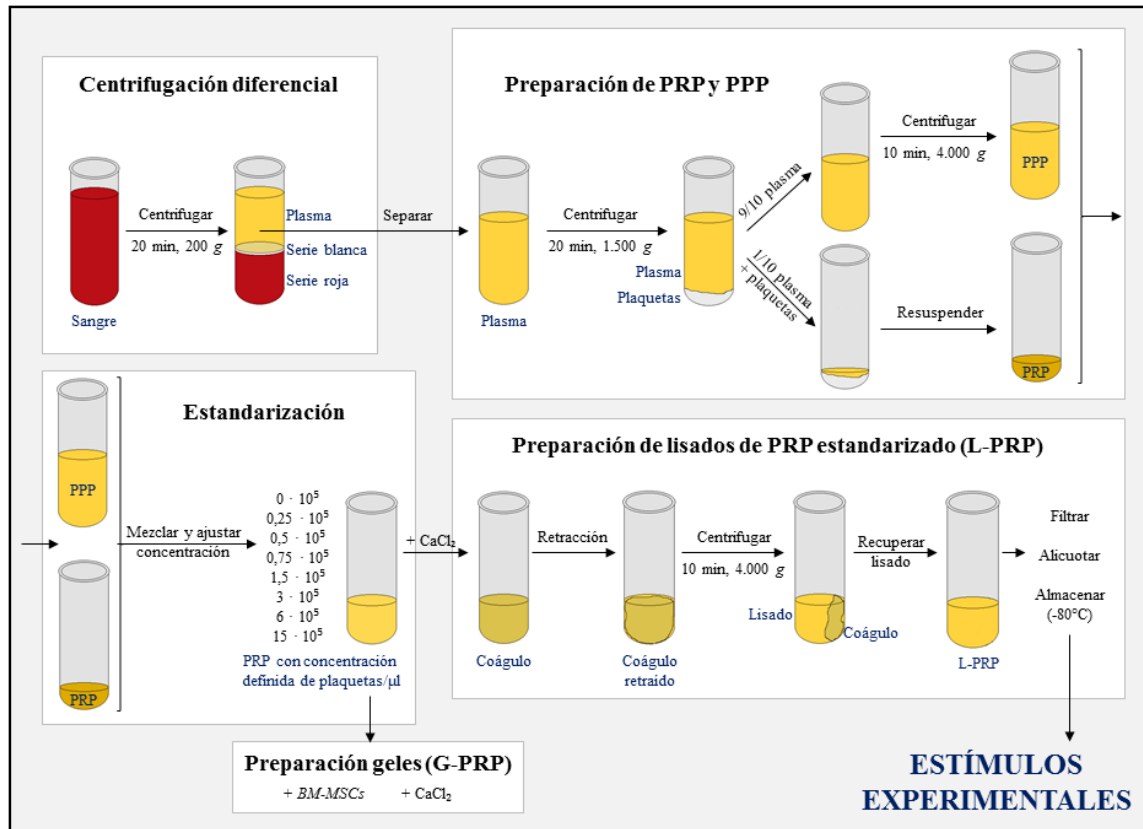 Centrifugación diferencial
Centrifugar
20 min, 200 g
Plasma
Serie blanca
Serie roja
Sangre
Separar
Preparación de PRP y PPP
Plasma
Centrifugar
20 min, 1.500 g
Plasma
Plaquetas
9/10 plasma
1/10 plasma
+ plaquetas
Centrifugar
10 min, 4.000 g
PPP
Resuspender
PRP
Estandarización
PPP
PRP
Mezclar y ajustar
concentración
0 · 10⁵
0,25 · 10⁵
0,5 · 10⁵
0,75 · 10⁵
1,5 · 10⁵
3 · 10⁵
6 · 10⁵
15 · 10⁵
PRP con concentración
definida de plaquetas/µl
+ CaCl₂
Preparación de lisados de PRP estandarizado (L-PRP)
Coágulo
Retracción
Coágulo
retraído
Centrifugar
10 min, 4.000 g
Lisado
Coágulo
Recuperar
lisado
L-PRP
Filtrar
Alicuotar
Almacenar
(-80°C)
Preparación geles (G-PRP)
+ BM-MSCs + CaCl₂
ESTÍMULOS
EXPERIMENTALES